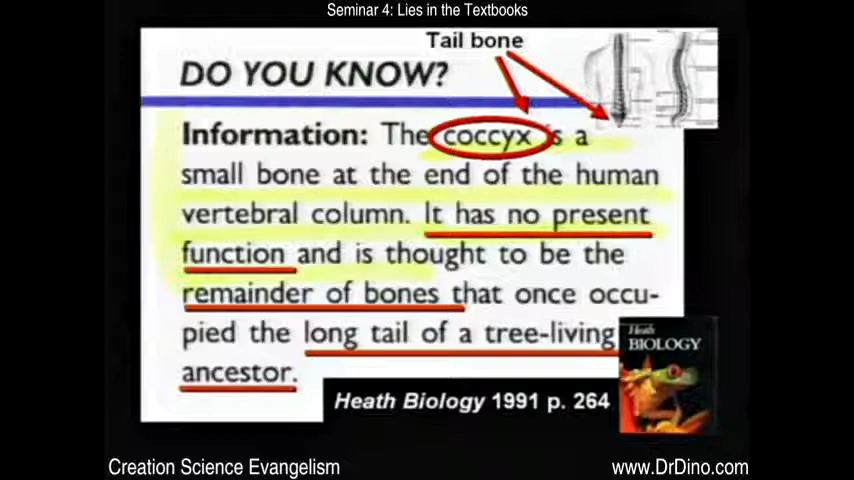 Seminar 4: Lies in the Textbooks
Tail bone
DO YOU KNOW?
Information: The coccyx is a
small bone at the end of the human
vertebral column. It has no present
function and is thought to be the
remainder of bones that once occu-
pied the long tail of a tree-living
ancestor.
Heath
BIOLOGY
Heath Biology 1991 p. 264
Creation Science Evangelism
www.DrDino.com